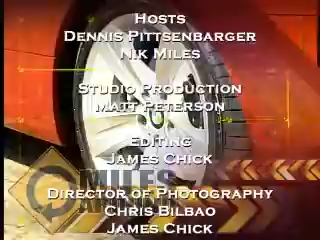 Hosts
Dennis Pittsenbarger
Nik Miles
Studio Production
Matt Peterson
Editing
James Chick
MILES
Director of Photography
Chris Bilbao
James Chick